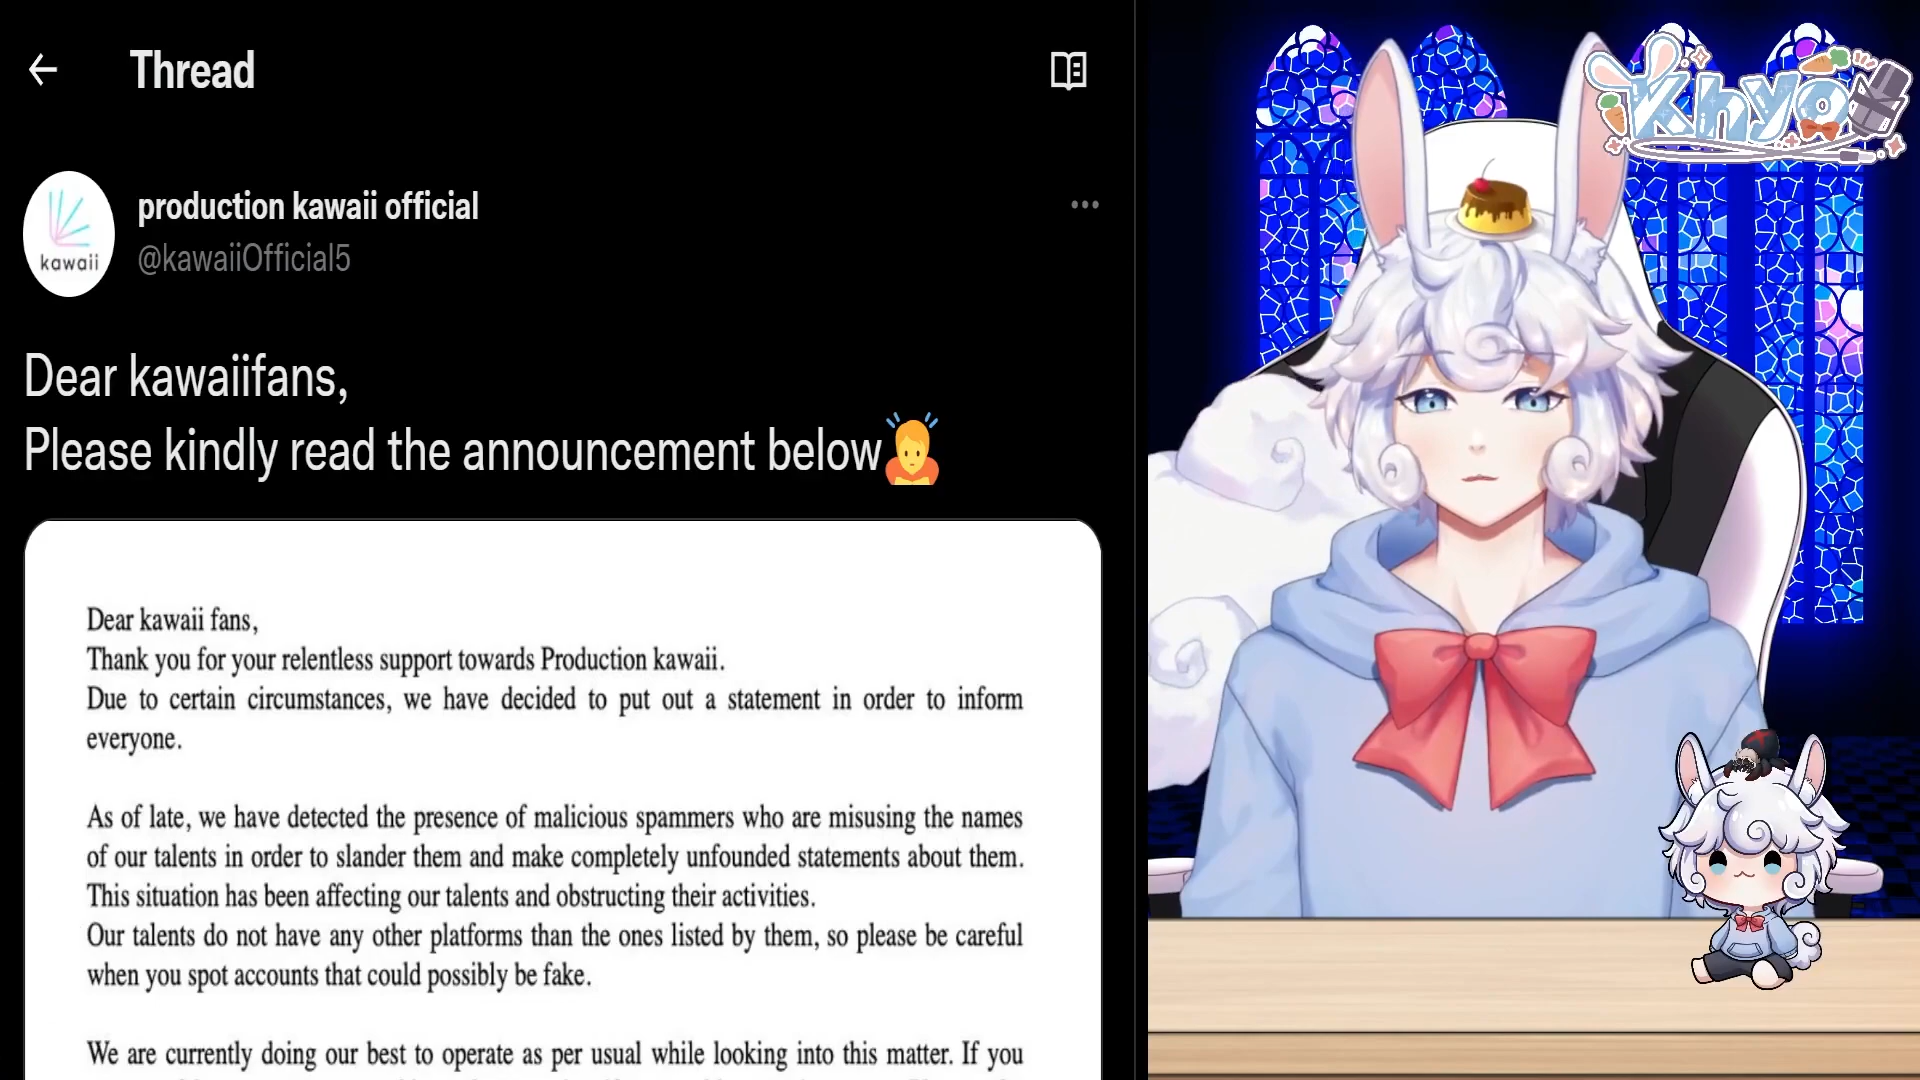 Thread
production kawaii official
@kawaiiOfficial5
kawaii
Dear kawaiifans,
Please kindly read the announcement below
Dear kawaii fans,
Thank you for your relentless support towards Production kawaii.
Due to certain circumstances, we have decided to put out a statement in order to inform
everyone.
As of late, we have detected the presence of malicious spammers who are misusing the names
of our talents in order to slander them and make completely unfounded statements about them.
This situation has been affecting our talents and obstructing their activities.
Our talents do not have any other platforms than the ones listed by them, so please be careful
when you spot accounts that could possibly be fake.
We are currently doing our best to operate as per usual while looking into this matter. If you
Khyo